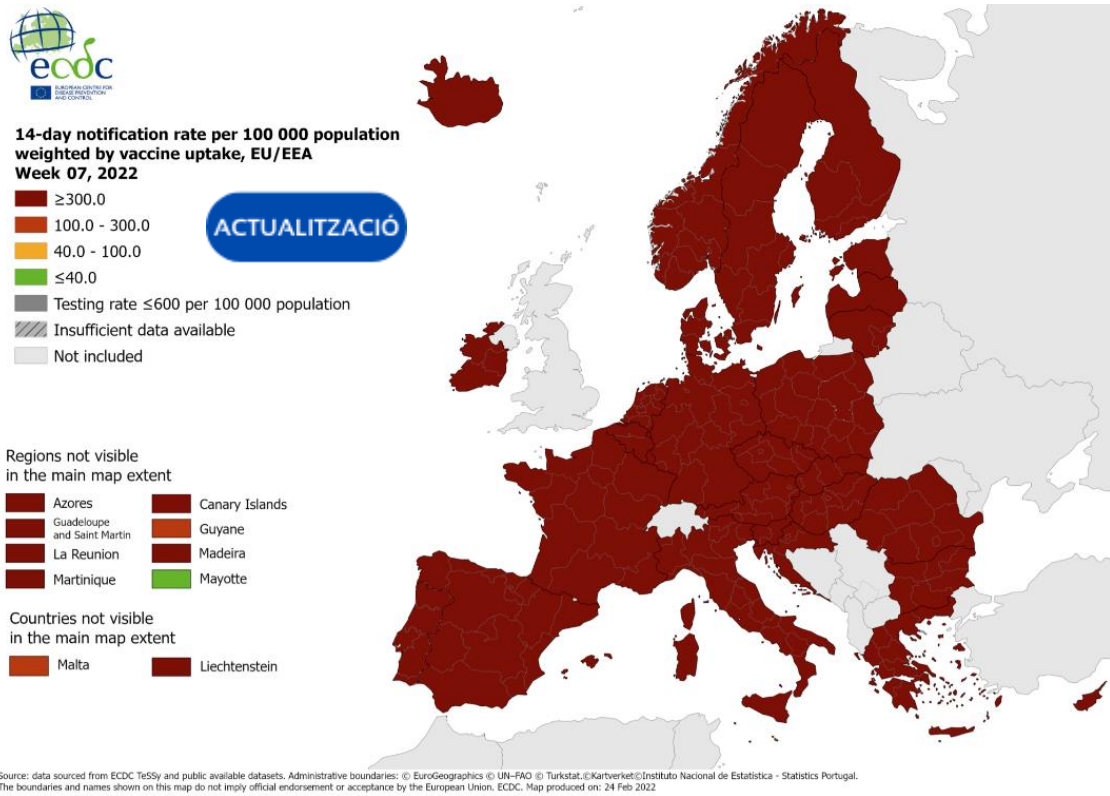 ecdc
EUROPEAN CENTRE FOR
DISEASE PREVENTION
AND CONTROL
14-day notification rate per 100 000 population
weighted by vaccine uptake, EU/EEA
Week 07, 2022
≥300.0
100.0 - 300.0
40.0 - 100.0
≤40.0
Testing rate ≤600 per 100 000 population
Insufficient data available
Not included
ACTUALITZACIÓ
Regions not visible
in the main map extent
Azores
Canary Islands
Guadeloupe
and Saint Martin
Guyane
La Reunion
Madeira
Martinique
Mayotte
Countries not visible
in the main map extent
Malta
Liechtenstein
Source: data sourced from ECDC TeSSy and public available datasets. Administrative boundaries: © EuroGeographics © UN–FAO © Turkstat.©Kartverket©Instituto Nacional de Estatística - Statistics Portugal.
The boundaries and names shown on this map do not imply official endorsement or acceptance by the European Union. ECDC. Map produced on: 24 Feb 2022